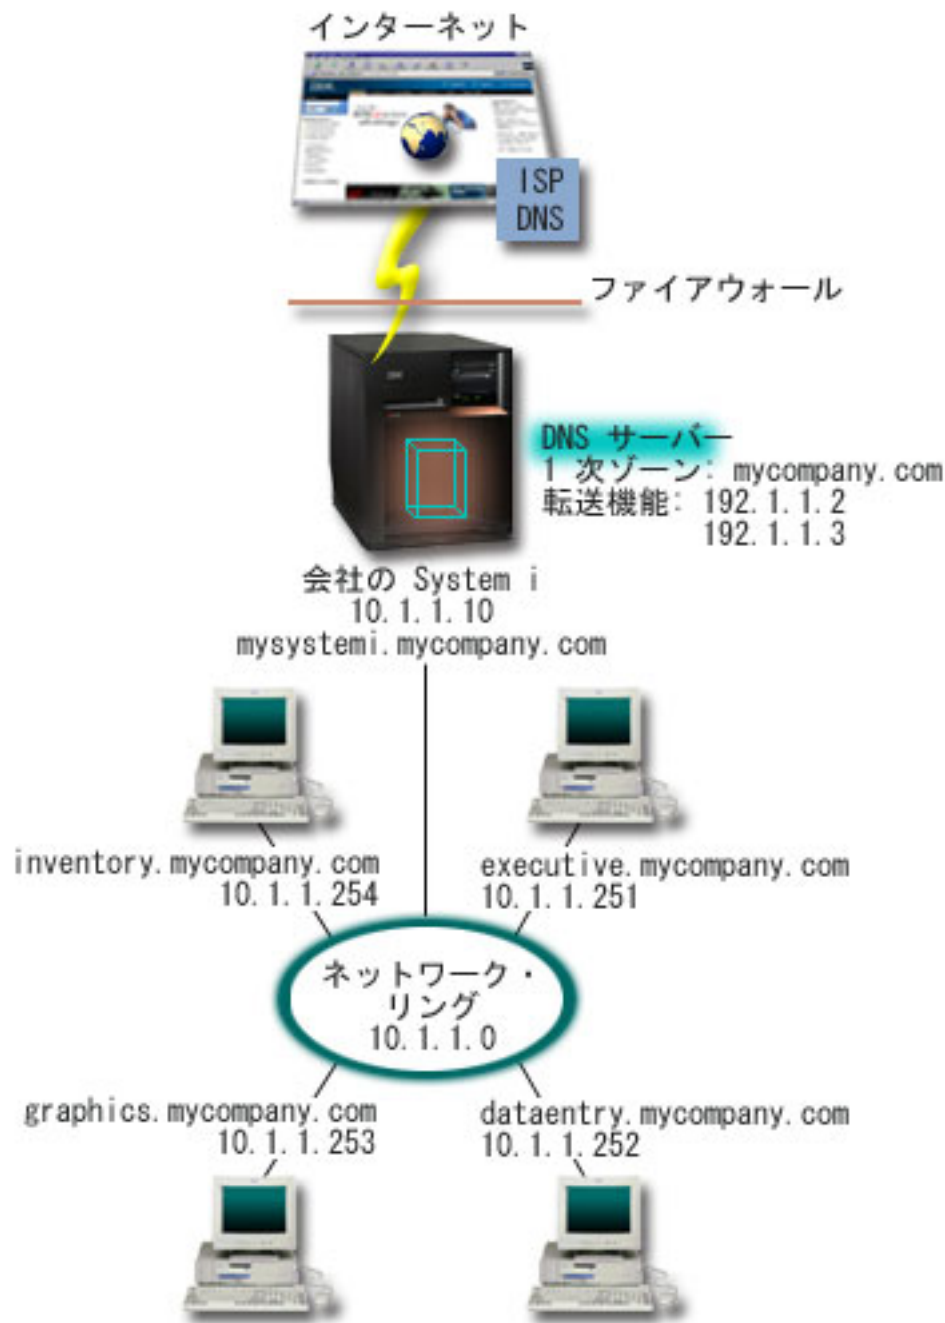 インターネット
ISP
DNS
ファイアウォール
IBM
DNS サーバー
1 次ゾーン: mycompany.com
転送機能: 192.1.1.2
192.1.1.3
会社の System i
10.1.1.10
mysystemi.mycompany.com
inventory.mycompany.com
10.1.1.254
executive.mycompany.com
10.1.1.251
ネットワーク・
リング
10.1.1.0
graphics.mycompany.com
10.1.1.253
dataentry.mycompany.com
10.1.1.252